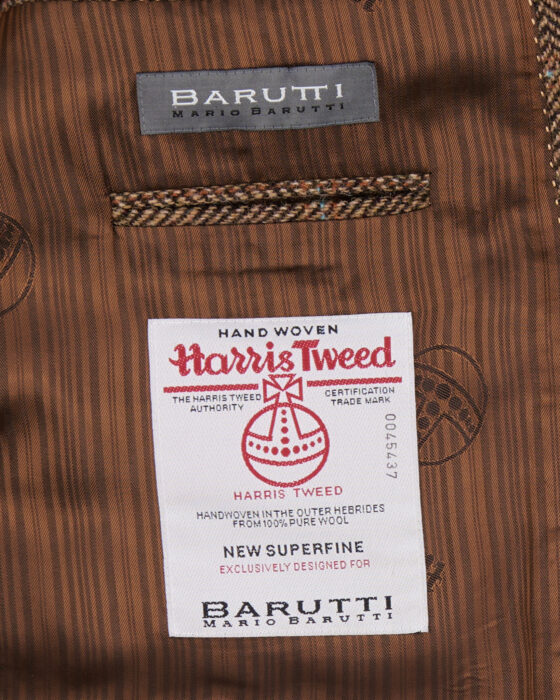 BARUTTI
MARIO BARUTTI
HAND WOVEN
Harris Tweed
THE HARRIS TWEED
AUTHORITY
CERTIFICATION
TRADE MARK
0045437
HARRIS TWEED
HANDWOVEN IN THE OUTER HEBRIDES
FROM 100% PURE WOOL
NEW SUPERFINE
EXCLUSIVELY DESIGNED FOR
BARUTTI
MARIO BARUTTI